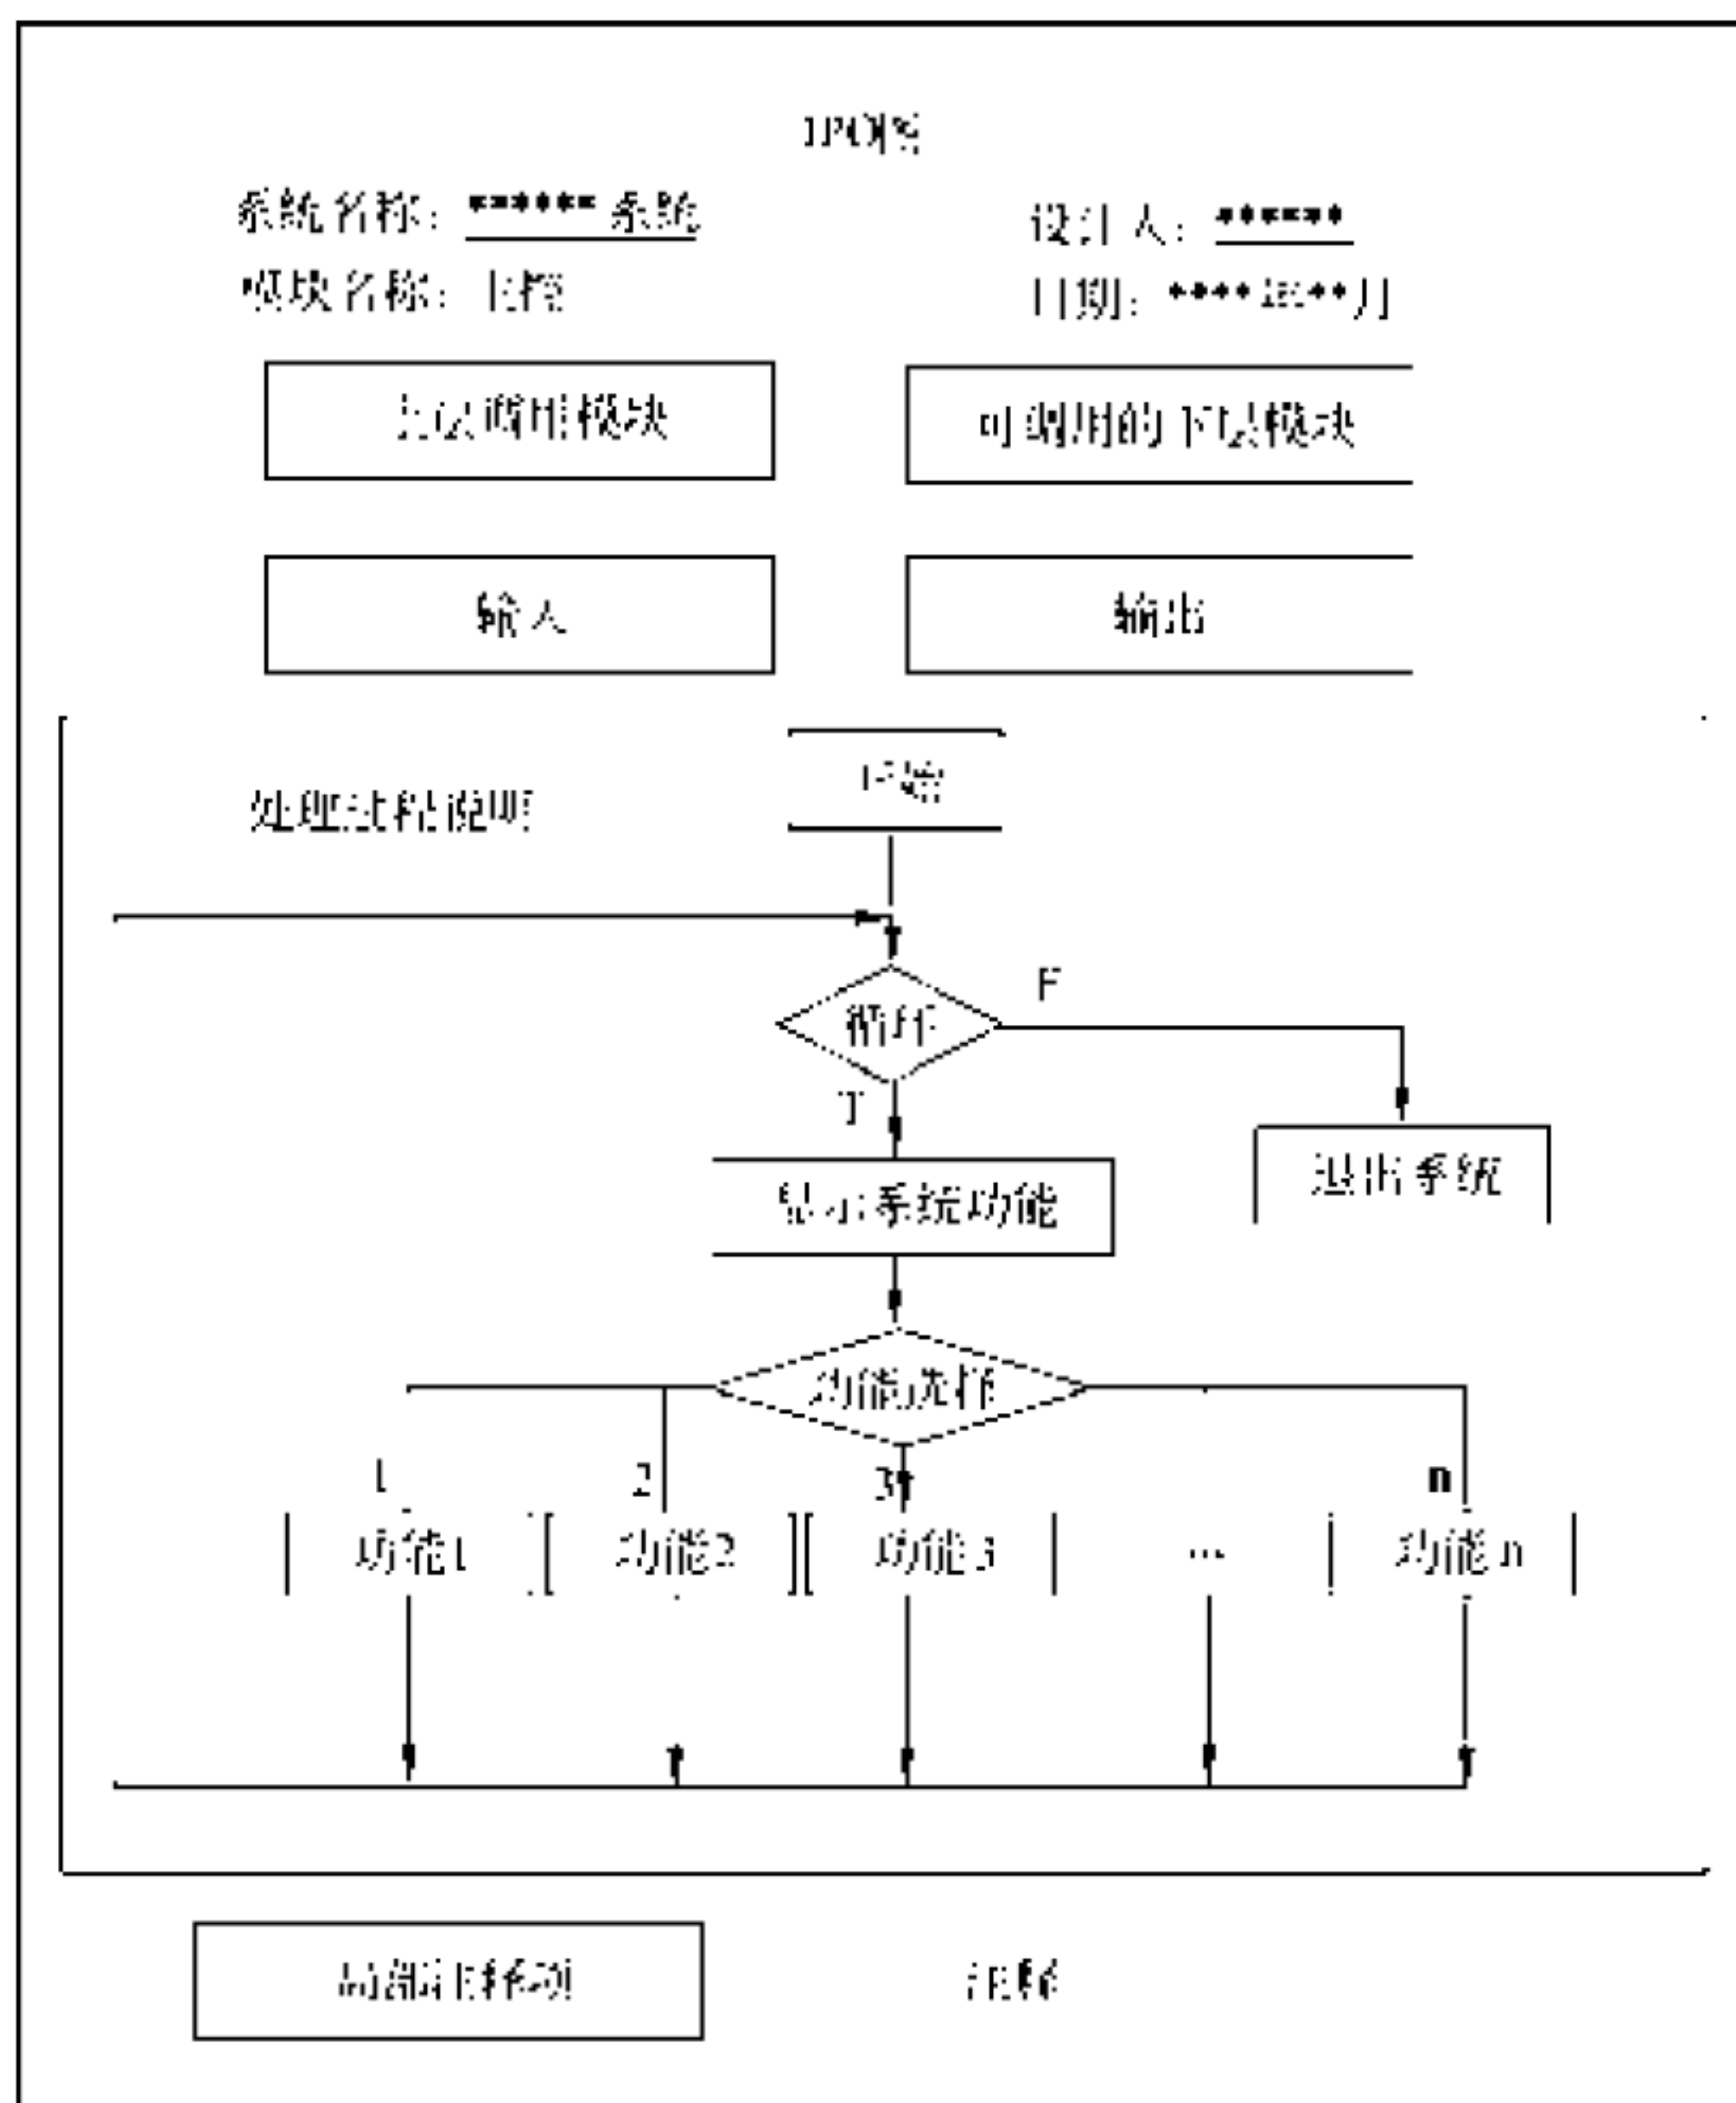 IPO图
系统名称：******系统
设计人：******
模块名称：主控
日期：****年**月
上层调用模块
可调用的下层模块
输入
输出
开始
处理过程说明
循环
F
T
退出系统
显示系统功能
功能选择
1 2 3 n
功能1 功能2 功能3 … 功能n
局部数据项
注释